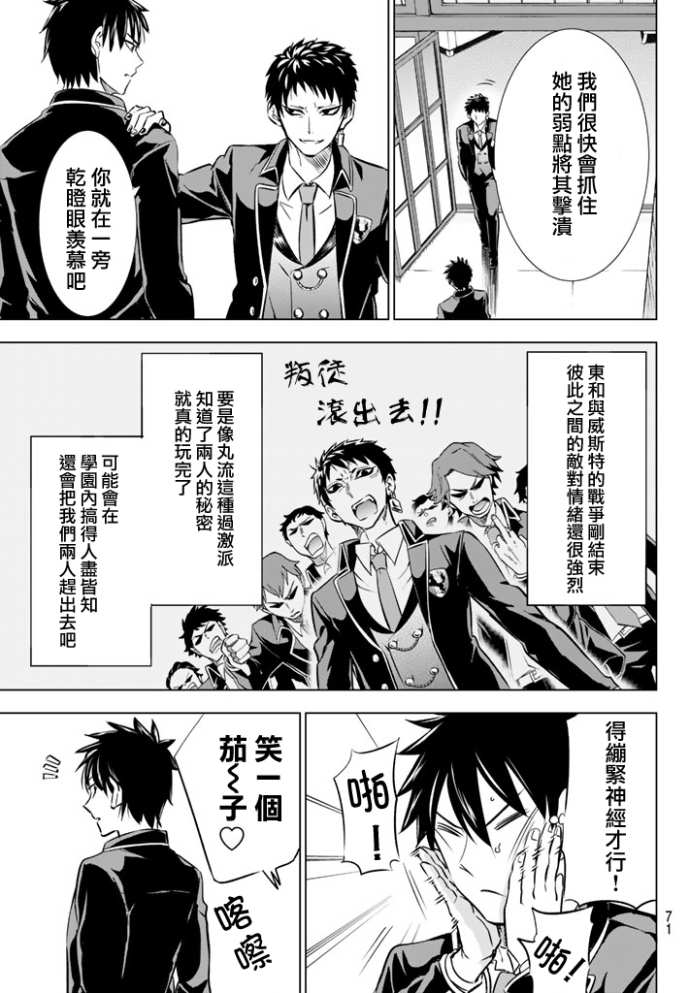 我們很快會抓住
她的弱點將其擊潰
你就在一旁
乾瞪眼羨慕吧
東和與威斯特的戰爭剛結束
彼此之間的敵對情緒還很強烈
叛徒
滾出去!!
要是像丸流這種過激派
知道了兩人的秘密
就真的玩完了
可能會在
學園內搞得人盡皆知
還會把我們兩人趕出去吧
得繃緊神經才行！
啪！
啪！
笑一個
茄～子♡
喀嚓
71